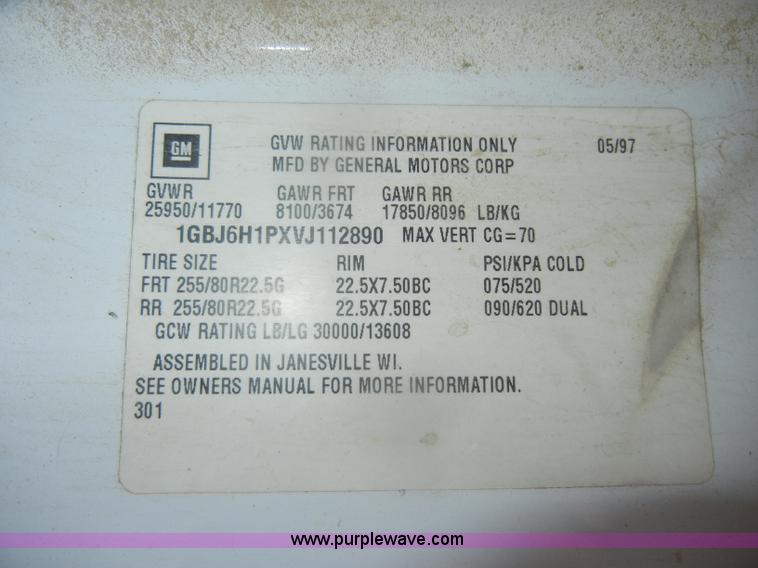 GM
GVW RATING INFORMATION ONLY 05/97
MFD BY GENERAL MOTORS CORP
GVWR GAWR FRT GAWR RR
25950/11770 8100/3674 17850/8096 LB/KG
1GBJ6H1PXVJ112890 MAX VERT CG=70
TIRE SIZE RIM PSI/KPA COLD
FRT 255/80R22.5G 22.5X7.50BC 075/520
RR 255/80R22.5G 22.5X7.50BC 090/620 DUAL
GCW RATING LB/LG 30000/13608
ASSEMBLED IN JANESVILLE WI.
SEE OWNERS MANUAL FOR MORE INFORMATION.
301
www.purplewave.com